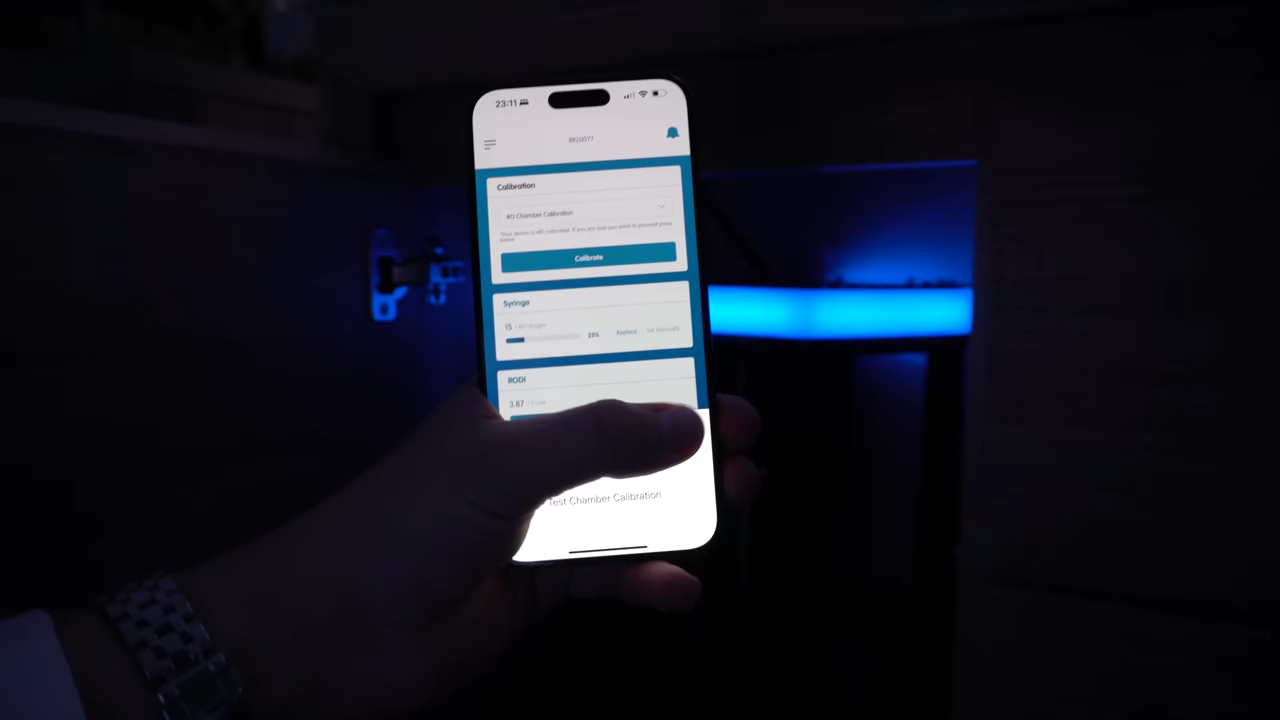 23:11
Calibration
RO Chamber Calibration
*Your device is still calibrated. If you are sure you want to proceed press
below
Calibrate
Syringe
15
25%
Replace
Set Manually
RODI
3.87
Test Chamber Calibration